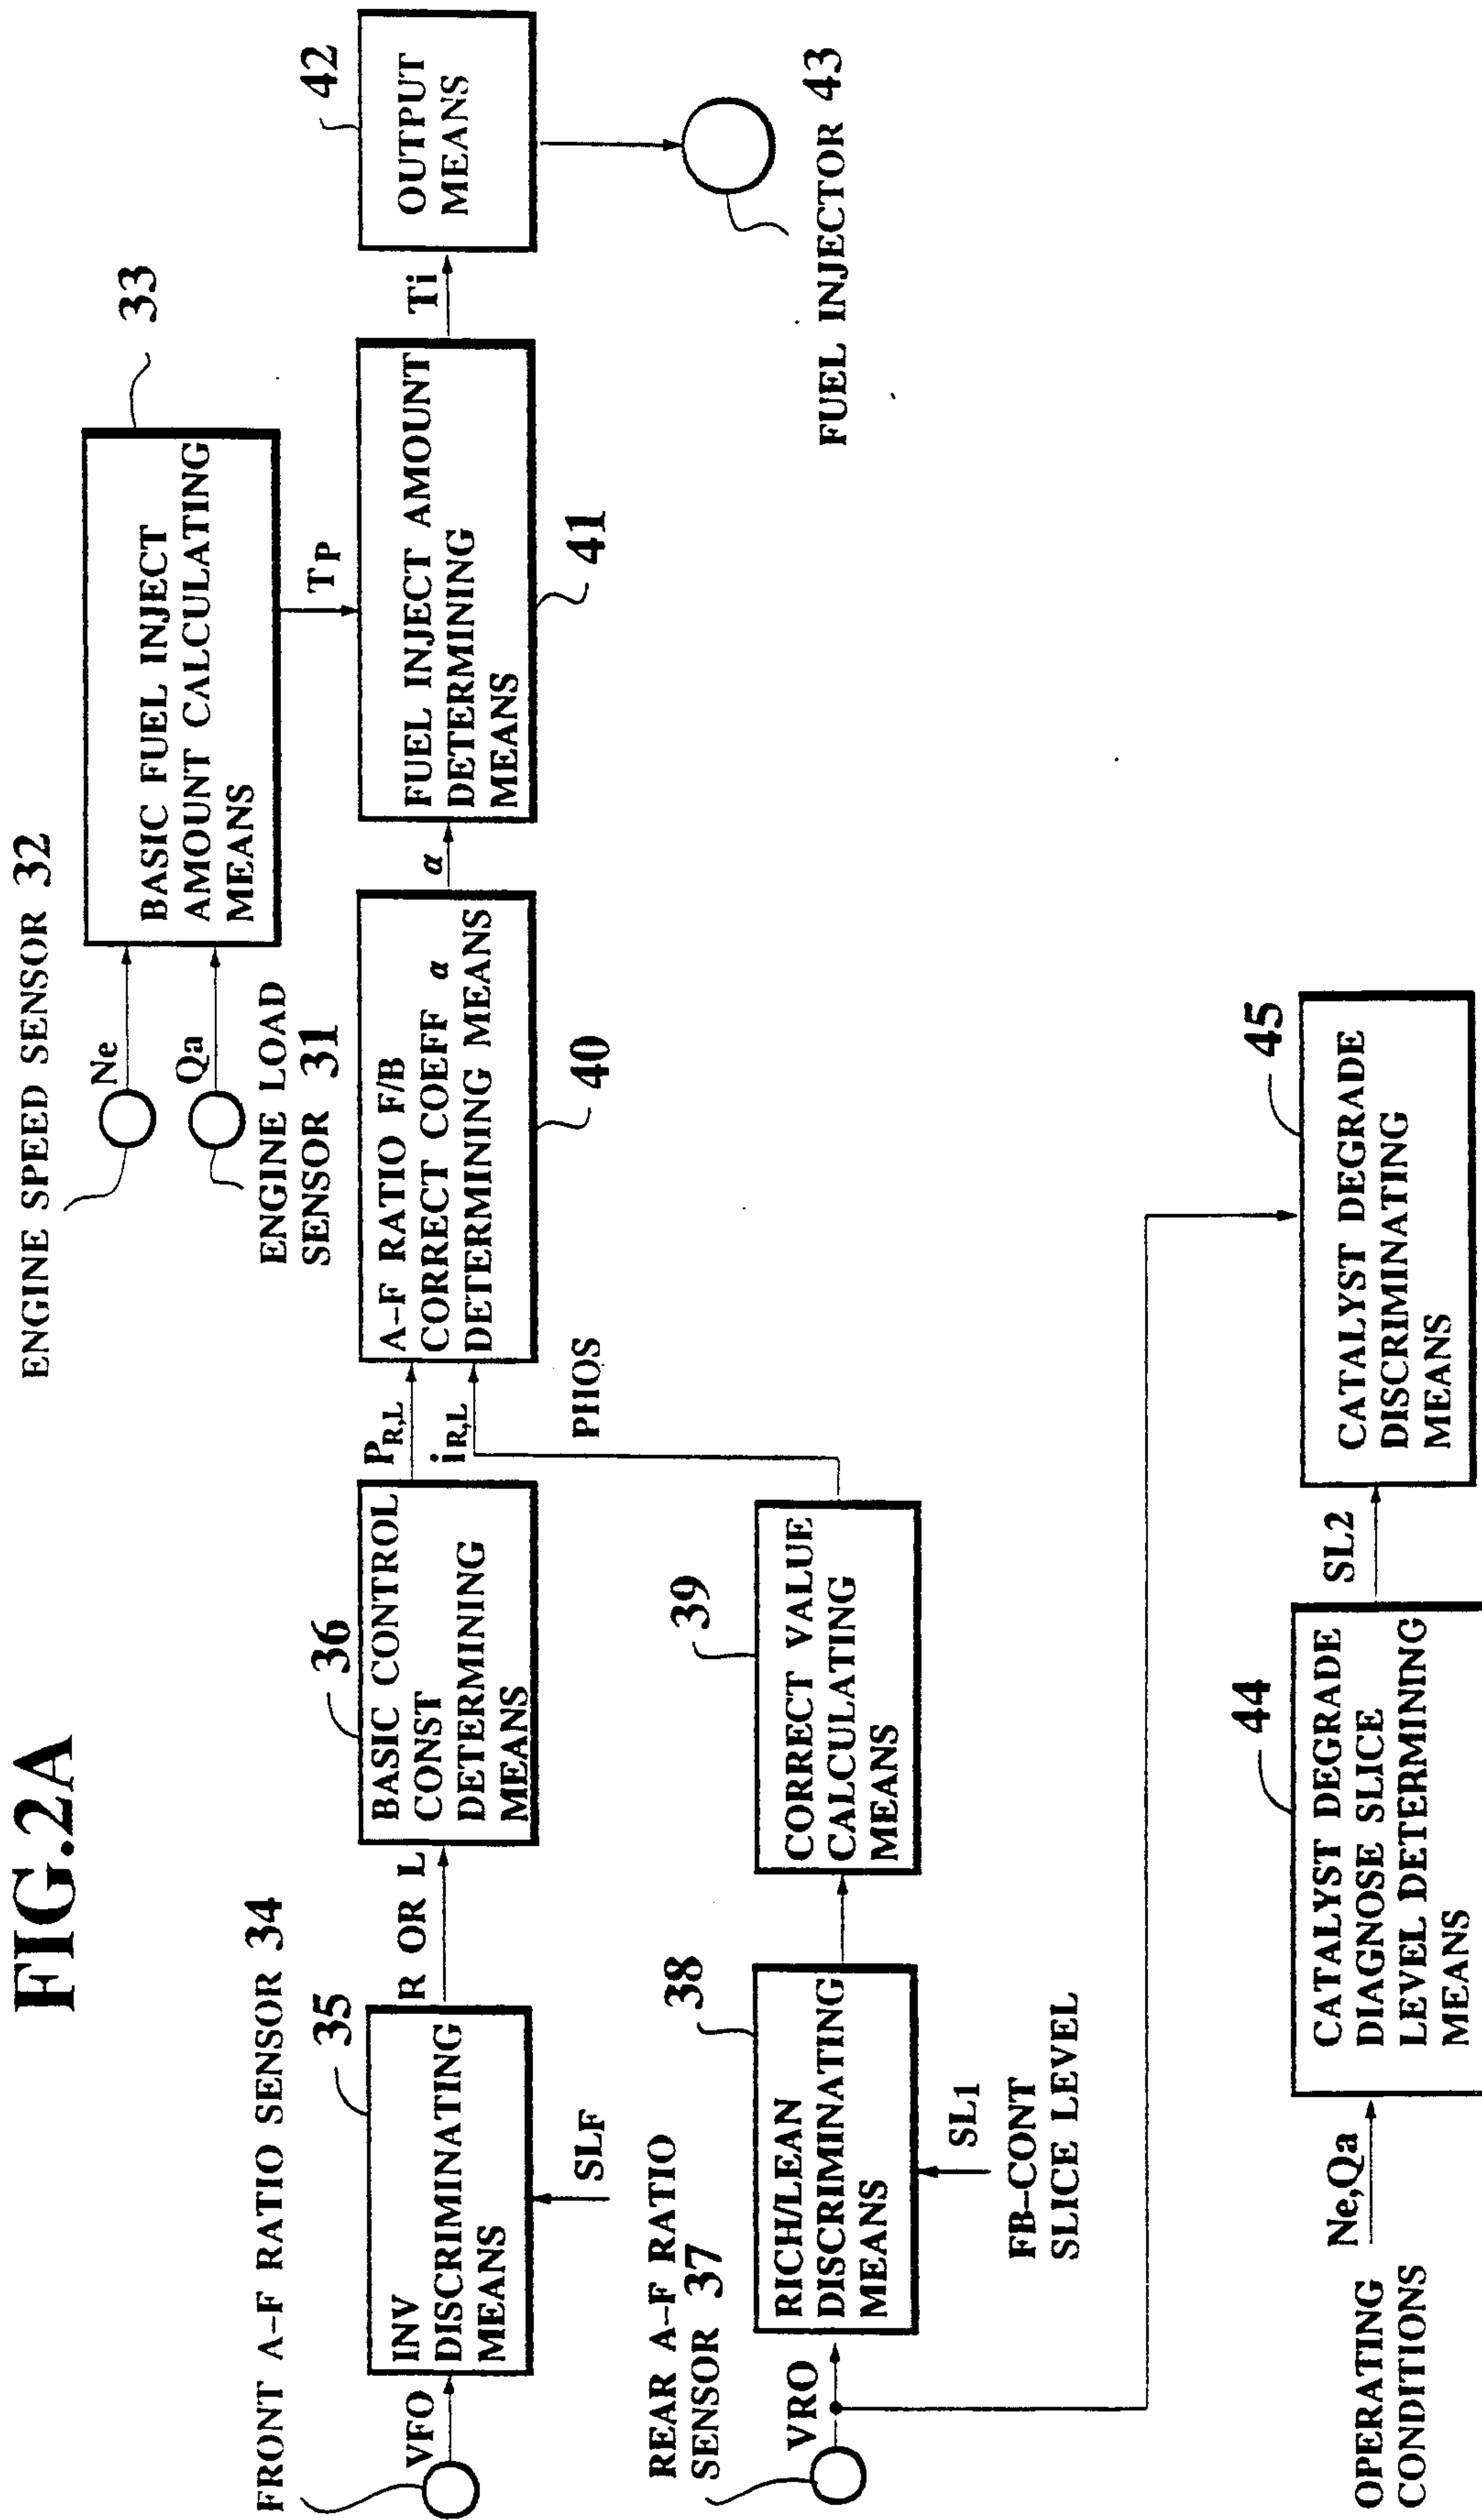 FIG.2A
ENGINE SPEED SENSOR 32
Ne
Qa
ENGINE LOAD
SENSOR 31
BASIC FUEL INJECT
AMOUNT CALCULATING
MEANS
33
TP
FRONT A-F RATIO SENSOR 34
VFO
35
INV
DISCRIMINATING
MEANS
SLF
R OR L
36
BASIC CONTROL
CONST
DETERMINING
MEANS
PR,L
iR,L
A-F RATIO F/B
CORRECT COEFF α
DETERMINING MEANS
40
α
FUEL INJECT AMOUNT
DETERMINING
MEANS
41
Ti
42
OUTPUT
MEANS
FUEL INJECTOR 43
REAR A-F RATIO
SENSOR 37
VRO
38
RICH/LEAN
DISCRIMINATING
MEANS
SL1
FB-CONT
SLICE LEVEL
39
CORRECT VALUE
CALCULATING
MEANS
PHOS
OPERATING
CONDITIONS
Ne,Qa
44
CATALYST DEGRADE
DIAGNOSE SLICE
LEVEL DETERMINING
MEANS
SL2
45
CATALYST DEGRADE
DISCRIMINATING
MEANS